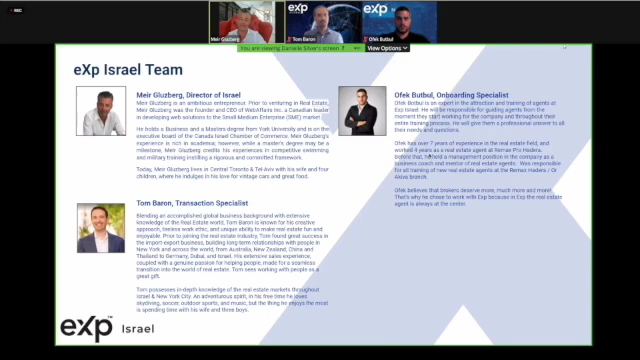 REC
Meir Gluzberg
eXp
Tom Baron
eXp
Ofek Butbul
You are viewing Danielle Silver's screen
View Options
eXp Israel Team
Meir Gluzberg, Director of Israel
Meir Gluzberg is an ambitious entrepreneur. Prior to venturing in Real Estate,
Meir Gluzberg was the founder and CEO of WebAffairs Inc, a Canadian leader
in developing web solutions to the Small Medium Enterprise (SME) market.
He holds a Business and a Masters degree from York University and is on the
executive board of the Canada Israel Chamber of Commerce. Meir Gluzberg's
experience is rich in academia; however, while a master's degree may be a
milestone, Meir Gluzberg credits his experiences in competitive swimming
and military training instilling a rigorous and committed framework.
Today, Meir Gluzberg lives in Central Toronto & Tel-Aviv with his wife and four
children, where he indulges in his love for vintage cars and great food.
Tom Baron, Transaction Specialist
Blending an accomplished global business background with extensive
knowledge of the Real Estate world, Tom Baron is known for his creative
approach, tireless work ethic, and unique ability to make real estate fun and
enjoyable. Prior to joining the real estate industry, Tom found great success in
the import-export business, building long-term relationships with people in
New York and across the world, from Australia, New Zealand, China and
Thailand to Germany, Dubai, and Israel. His extensive sales experience,
coupled with a genuine passion for helping people, made for a seamless
transition into the world of real estate. Tom sees working with people as a
great gift.
Tom possesses in-depth knowledge of the real estate markets throughout
Israel & New York City. An adventurous spirit, in his free time he loves
skydiving, soccer, outdoor sports, and music, but the thing he enjoys the most
is spending time with his wife and three boys.
Ofek Butbul, Onboarding Specialist
Ofek Butbul is an expert in the attraction and training of agents at
Exp Israel. He will be responsible for guiding agents from the
moment they start working for the company and throughout their
entire training process. He will give them a professional answer to all
their needs and questions.
Ofek has over 7 years of experience in the real estate field, and
worked 4 years as a real estate agent at Remax Pro Hadera.
Before that, he held a management position in the company as a
business coach and mentor of real estate agents. Was responsible
for all training of new real estate agents at the Remax Hadera / Or
Akiva branch.
Ofek believes that brokers deserve more, much more and more!
That's why he chose to work with Exp because in Exp the real estate
agent is always at the center.
eXp Israel